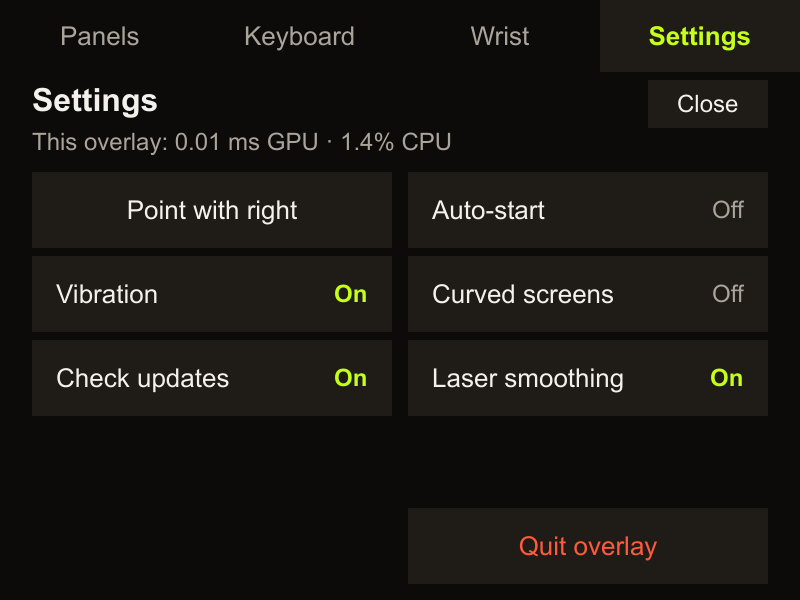 Panels Keyboard Wrist Settings
Settings
Close
This overlay: 0.01 ms GPU · 1.4% CPU
Point with right
Auto-start Off
Vibration On
Curved screens Off
Check updates On
Laser smoothing On
Quit overlay